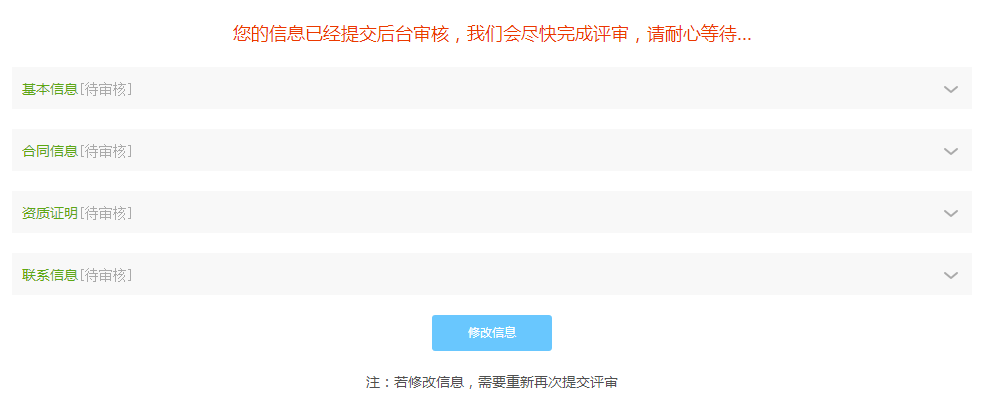 您的信息已经提交后台审核，我们会尽快完成评审，请耐心等待...
基本信息[待审核]
合同信息[待审核]
资质证明[待审核]
联系信息[待审核]
修改信息
注：若修改信息，需要重新再次提交评审